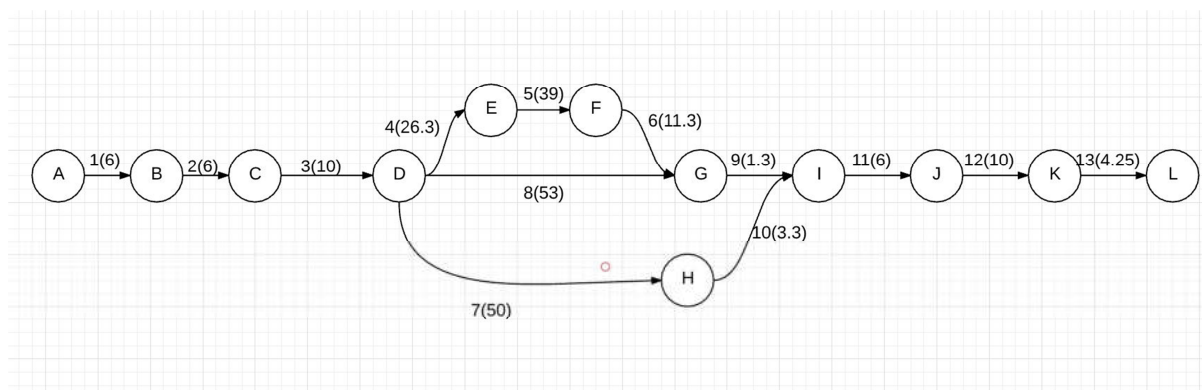 5(39)
E
F
4(26.3)
6(11.3)
1(6)
2(6)
3(10)
9(1.3)
11(6)
12(10)
13(4.25)
A
B
C
D
G
I
J
K
L
8(53)
10(3.3)
H
7(50)